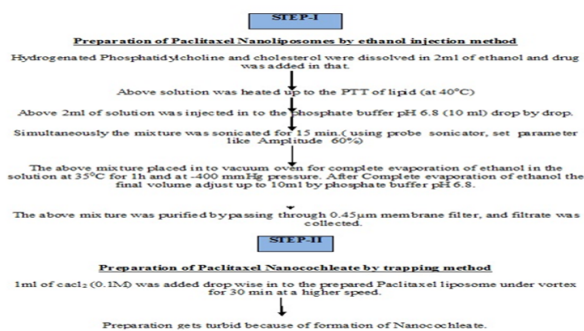 STEP-I
Preparation of Paclitaxel Nanoliposomes by ethanol injection method
Hydrogenated Phosphatidylcholine and cholesterol were dissolved in 2ml of ethanol and drug
was added in that.
Above solution was heated up to the PTT of lipid (at 40°C)
Above 2ml of solution was injected in to the phosphate buffer pH 6.8 (10 ml) drop by drop.
Simultaneously the mixture was sonicated for 15 min.( using probe sonicator, set parameter
like Amplitude 60%)
The above mixture placed in to vacuum oven for complete evaporation of ethanol in the
solution at 35°C for 1h and at -400 mmHg pressure. After Complete evaporation of ethanol the
final volume adjust up to 10ml by phosphate buffer pH 6.8.
The above mixture was purified by passing through 0.45µm membrane filter, and filtrate was
collected.
STEP-II
Preparation of Paclitaxel Nanocochleate by trapping method
1ml of cacl₂ (0.1M) was added drop wise in to the prepared Paclitaxel liposome under vortex
for 30 min at a higher speed.
Preparation gets turbid because of formation of Nanocochleate.